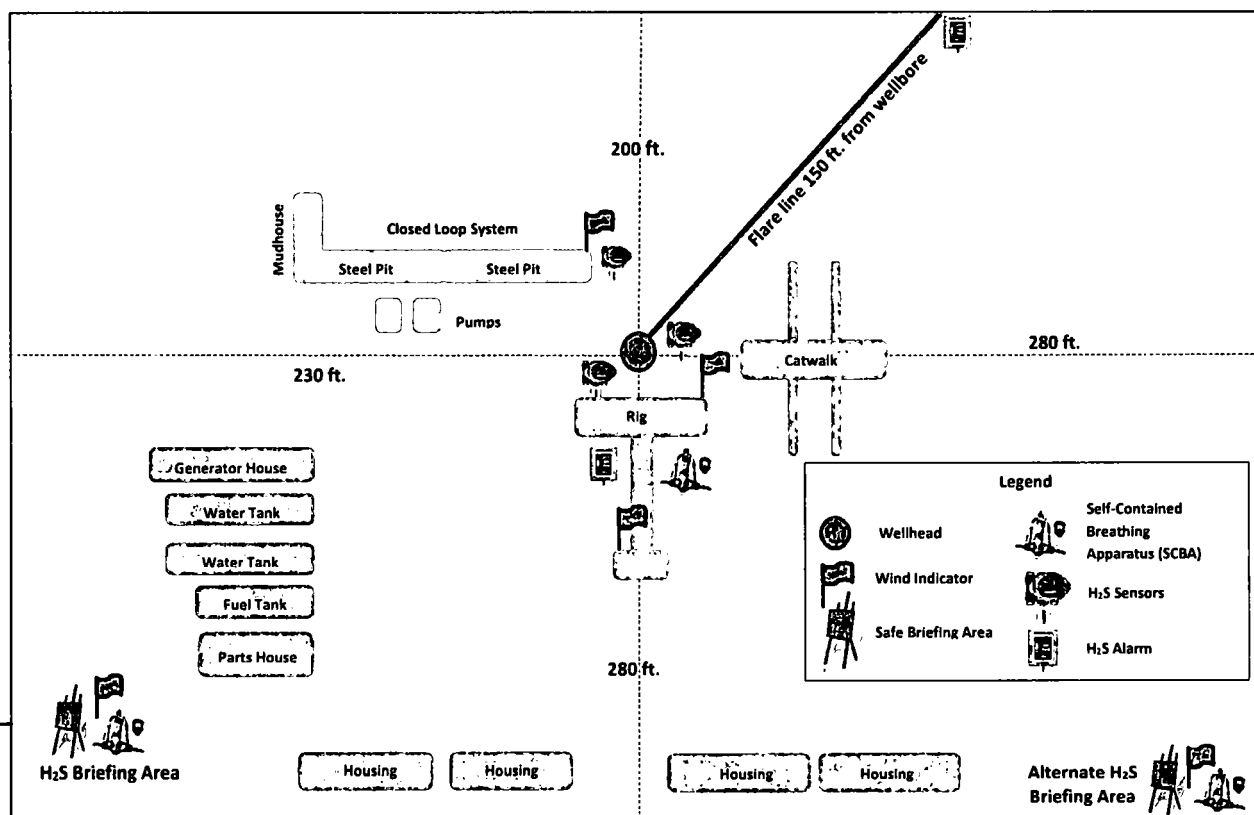 200 ft.
Flare line 150 ft. from wellbore
Mudhouse
Closed Loop System
Steel Pit
Steel Pit
Pumps
280 ft.
Catwalk
230 ft.
Rig
Generator House
Water Tank
Water Tank
Fuel Tank
Parts House
280 ft.
Legend
Wellhead
Wind Indicator
Safe Briefing Area
Self-Contained
Breathing
Apparatus (SCBA)
H₂S Sensors
H₂S Alarm
H₂S Briefing Area
Housing
Housing
Housing
Housing
Alternate H₂S
Briefing Area